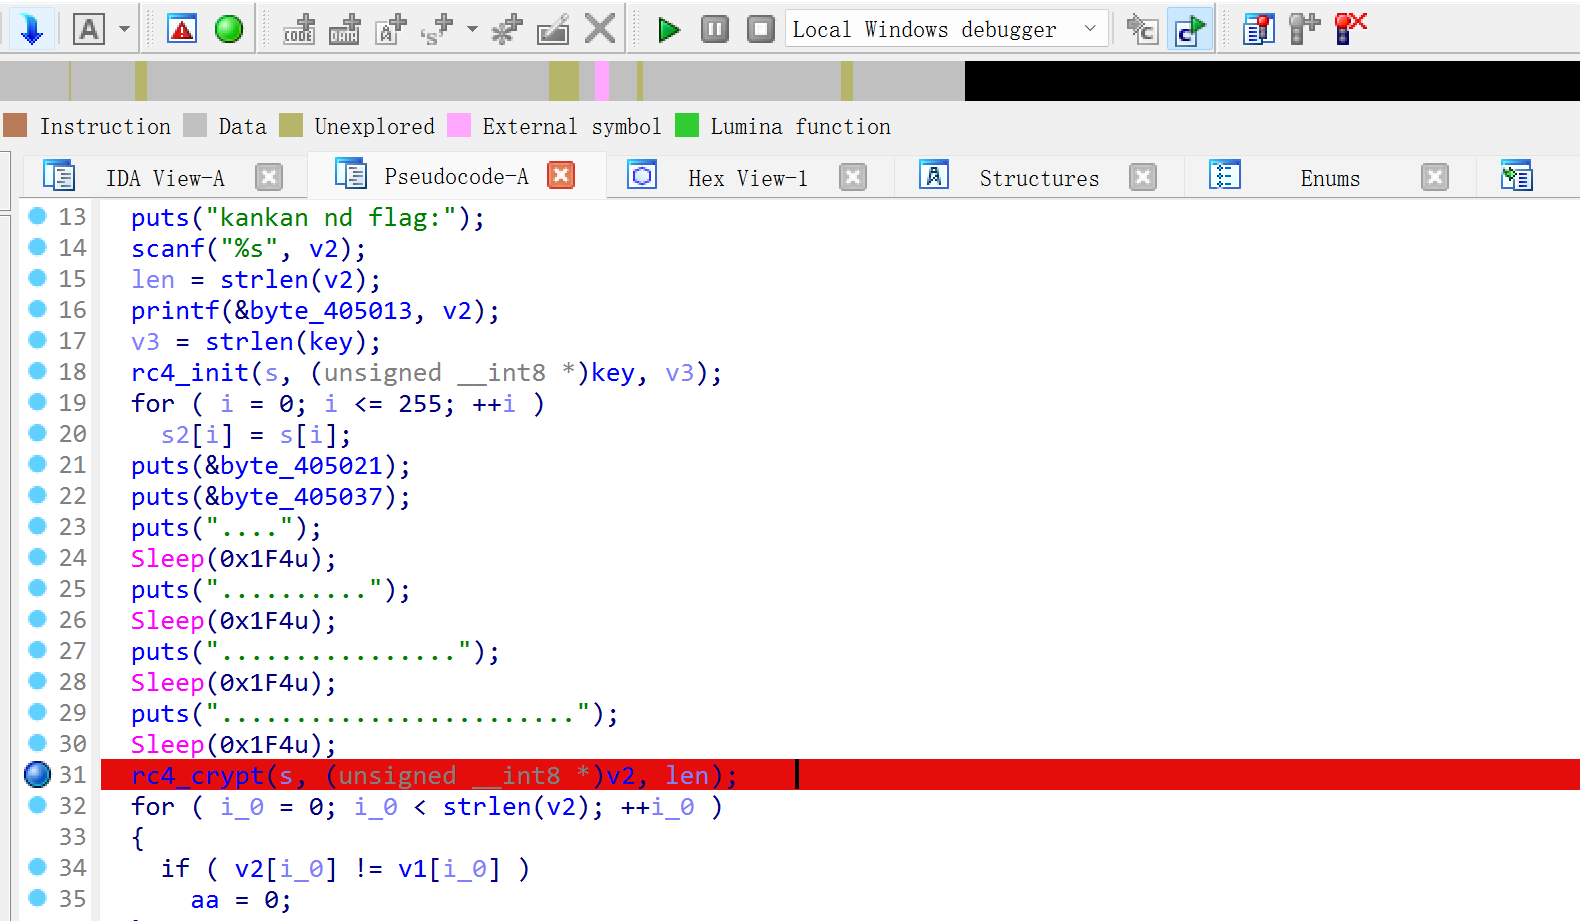 Local Windows debugger
Instruction Data Unexplored External symbol Lumina function
IDA View-A Pseudocode-A Hex View-1 Structures Enums
13 puts("kankan nd flag:");
14 scanf("%s", v2);
15 len = strlen(v2);
16 printf(&byte_405013, v2);
17 v3 = strlen(key);
18 rc4_init(s, (unsigned __int8 *)key, v3);
19 for ( i = 0; i <= 255; ++i )
20 s2[i] = s[i];
21 puts(&byte_405021);
22 puts(&byte_405037);
23 puts("....");
24 Sleep(0x1F4u);
25 puts("..........");
26 Sleep(0x1F4u);
27 puts("................");
28 Sleep(0x1F4u);
29 puts("........................");
30 Sleep(0x1F4u);
31 rc4_crypt(s, (unsigned __int8 *)v2, len);
32 for ( i_0 = 0; i_0 < strlen(v2); ++i_0 )
33 {
34 if ( v2[i_0] != v1[i_0] )
35 aa = 0;